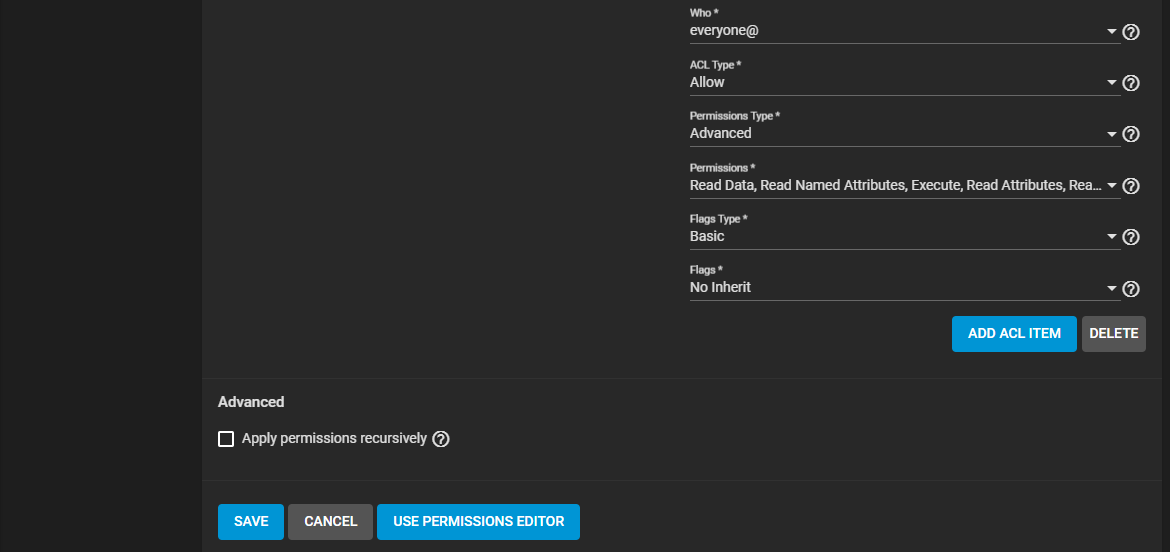 Who *
everyone@
ACL Type *
Allow
Permissions Type *
Advanced
Permissions *
Read Data, Read Named Attributes, Execute, Read Attributes, Rea...
Flags Type *
Basic
Flags *
No Inherit
ADD ACL ITEM DELETE
Advanced
Apply permissions recursively
SAVE CANCEL USE PERMISSIONS EDITOR